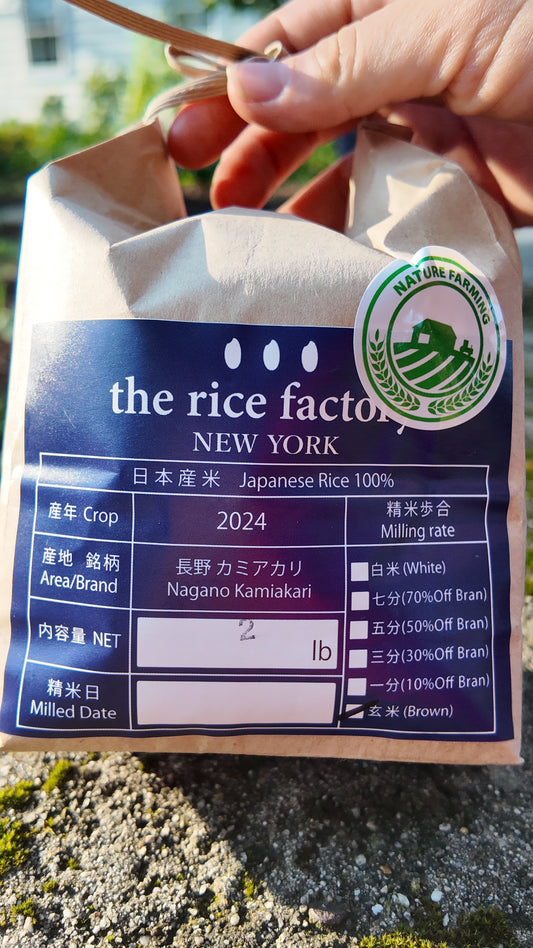 NATURE FARMING
the rice factory
NEW YORK
日本産米 Japanese Rice 100%
産年 Crop
2024
精米歩合
Milling rate
産地 銘柄
Area/Brand
長野 カミアカリ
Nagano Kamiakari
白米 (White)
七分(70%Off Bran)
五分(50%Off Bran)
三分(30%Off Bran)
一分(10%Off Bran)
玄米 (Brown)
内容量 NET
2
lb
精米日
Milled Date